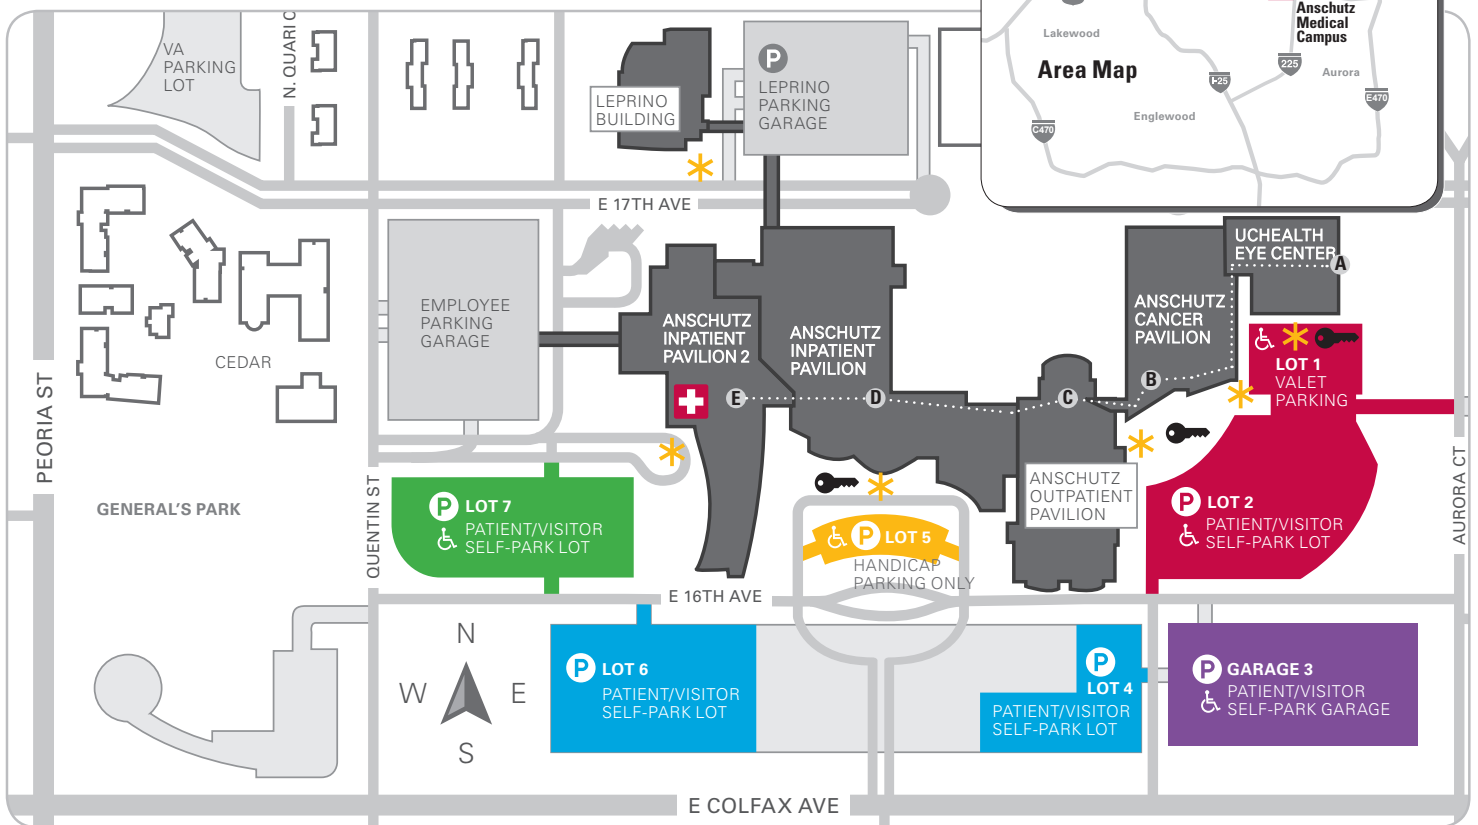 VA
PARKING
LOT
N. QUARI
LEPRINO
BUILDING
P
LEPRINO
PARKING
GARAGE
Anschutz
Medical
Campus
Lakewood
Area Map
I-25
225
Aurora
E470
Englewood
C470
E 17TH AVE
PEORIA ST
CEDAR
GENERAL'S PARK
QUENTIN ST
EMPLOYEE
PARKING
GARAGE
ANSCHUTZ
INPATIENT
PAVILION 2
ANSCHUTZ
INPATIENT
PAVILION
ANSCHUTZ
CANCER
PAVILION
UCHEALTH
EYE CENTER
A
B
C
D
E
LOT 1
VALET
PARKING
ANSCHUTZ
OUTPATIENT
PAVILION
P LOT 2
PATIENT/VISITOR
SELF-PARK LOT
AURORA CT
P LOT 7
PATIENT/VISITOR
SELF-PARK LOT
P LOT 5
HANDICAP
PARKING ONLY
E 16TH AVE
N
W E
S
P LOT 6
PATIENT/VISITOR
SELF-PARK LOT
P
LOT 4
PATIENT/VISITOR
SELF-PARK LOT
P GARAGE 3
PATIENT/VISITOR
SELF-PARK GARAGE
E COLFAX AVE